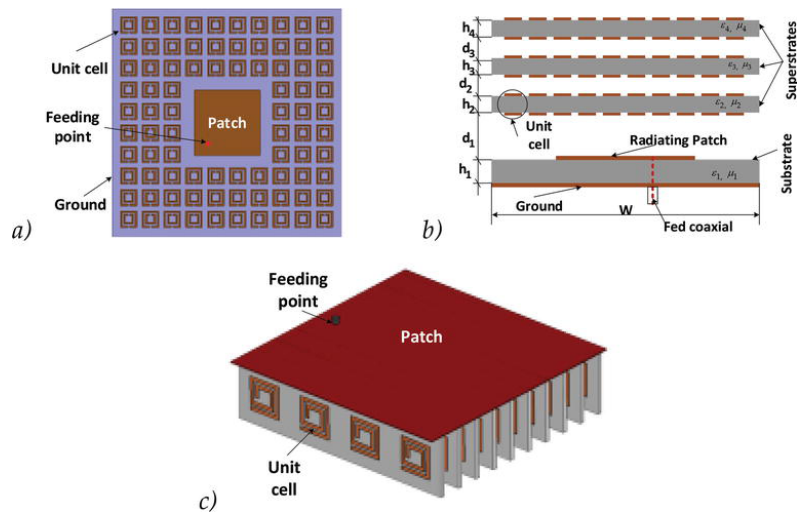 a)
Unit cell
Feeding
point
Patch
Ground
b)
h4
d3
h3
d2
h2
d1
h1
ε4, μ4
ε3, μ3
ε2, μ2
Superstrates
Unit
cell
Radiating Patch
Substrate
ε1, μ1
Ground
W
Fed coaxial
c)
Feeding
point
Patch
Unit
cell